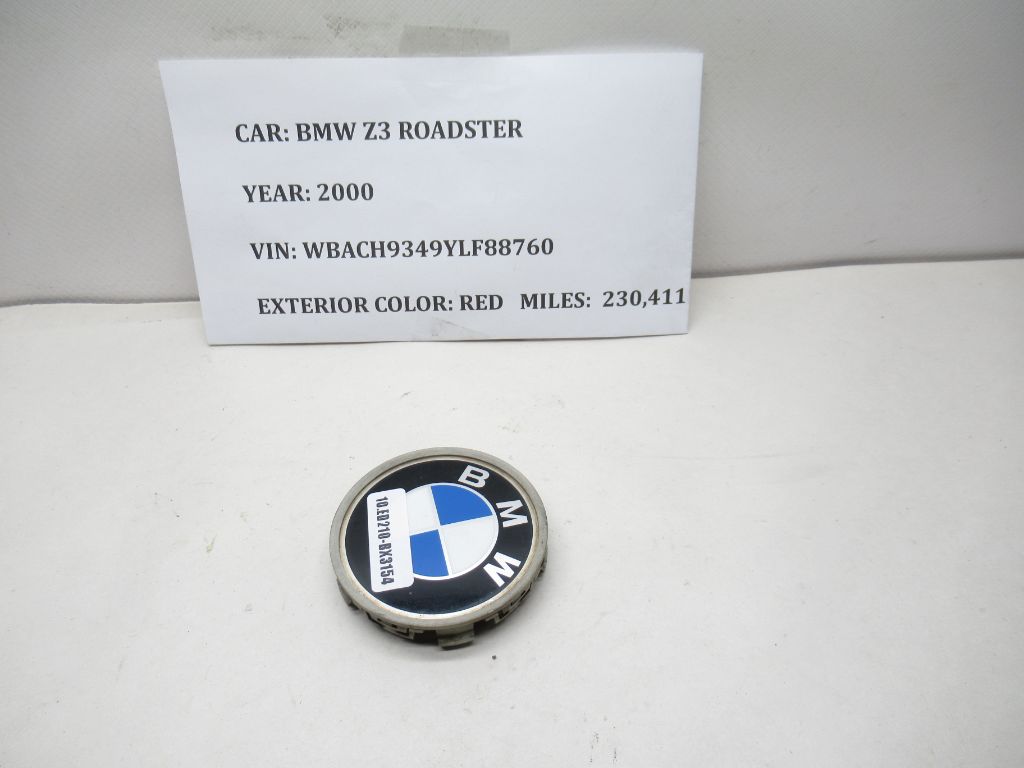 CAR: BMW Z3 ROADSTER
YEAR: 2000
VIN: WBACH9349YLF88760
EXTERIOR COLOR: RED MILES: 230,411
BMW
10.ED210-BX3154